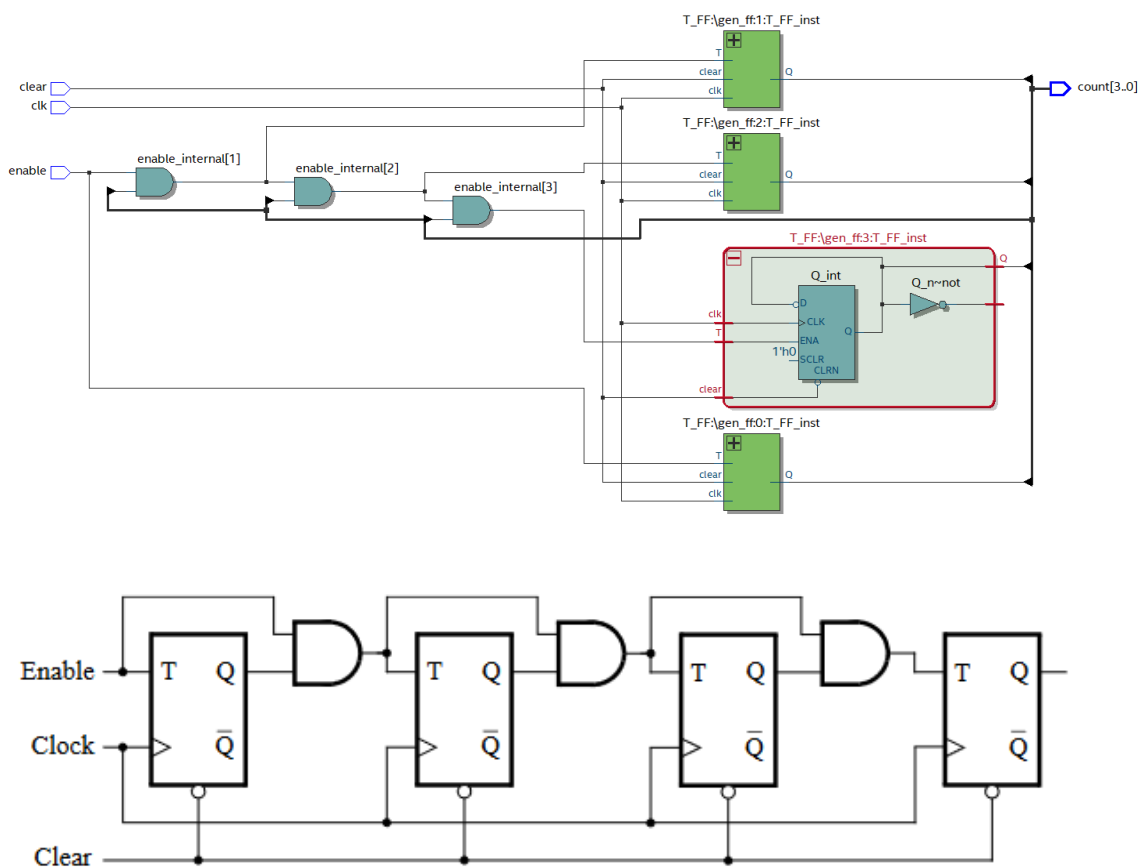 T_FF:\gen_ff:1:T_FF_inst
T
clear
clk
Q
clear
clk
count[3..0]
T_FF:\gen_ff:2:T_FF_inst
T
clear
clk
Q
enable
enable_internal[1]
enable_internal[2]
enable_internal[3]
T_FF:\gen_ff:3:T_FF_inst
Q
Q_int
Q_n~not
D
clk
CLK
Q
T
ENA
1'h0
SCLR
CLRN
clear
T_FF:\gen_ff:0:T_FF_inst
T
clear
clk
Q
Enable
T Q
T Q
T Q
T Q
Clock
Q̅
Q̅
Q̅
Q̅
Clear